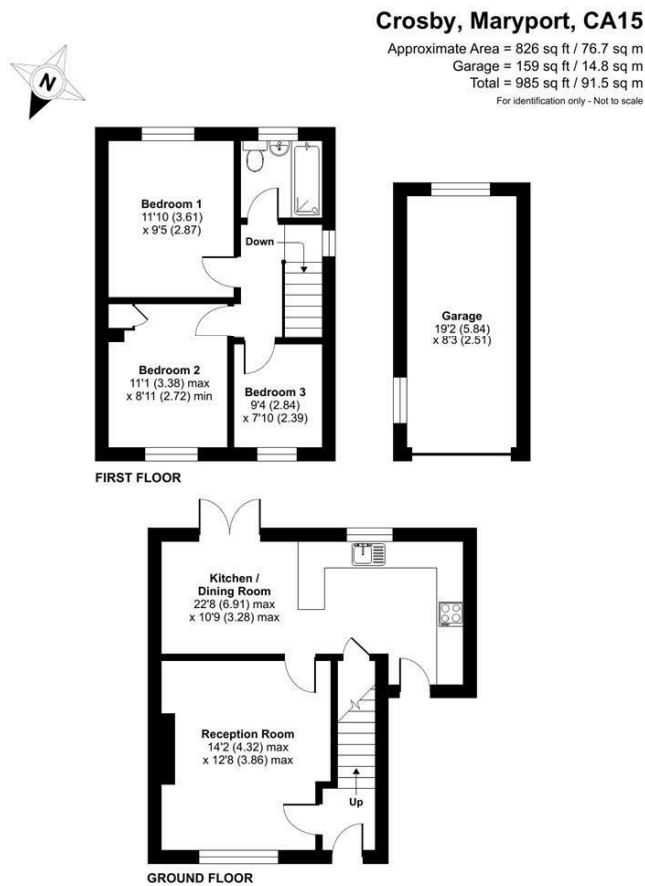 Crosby, Maryport, CA15
Approximate Area = 826 sq ft / 76.7 sq m
Garage = 159 sq ft / 14.8 sq m
Total = 985 sq ft / 91.5 sq m
For identification only - Not to scale
N
Bedroom 1
11'10 (3.61)
x 9'5 (2.87)
Down
Bedroom 2
11'1 (3.38) max
x 8'11 (2.72) min
Bedroom 3
9'4 (2.84)
x 7'10 (2.39)
FIRST FLOOR
Garage
19'2 (5.84)
x 8'3 (2.51)
Kitchen /
Dining Room
22'8 (6.91) max
x 10'9 (3.28) max
Reception Room
14'2 (4.32) max
x 12'8 (3.86) max
Up
GROUND FLOOR